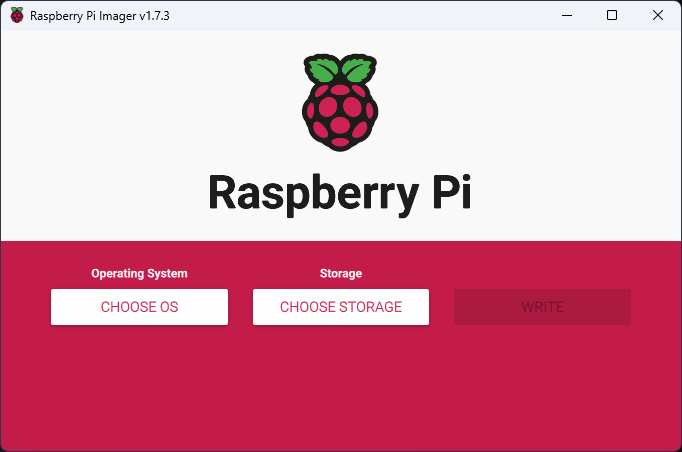 Raspberry Pi Imager v1.7.3
Raspberry Pi
Operating System
Storage
CHOOSE OS
CHOOSE STORAGE
WRITE